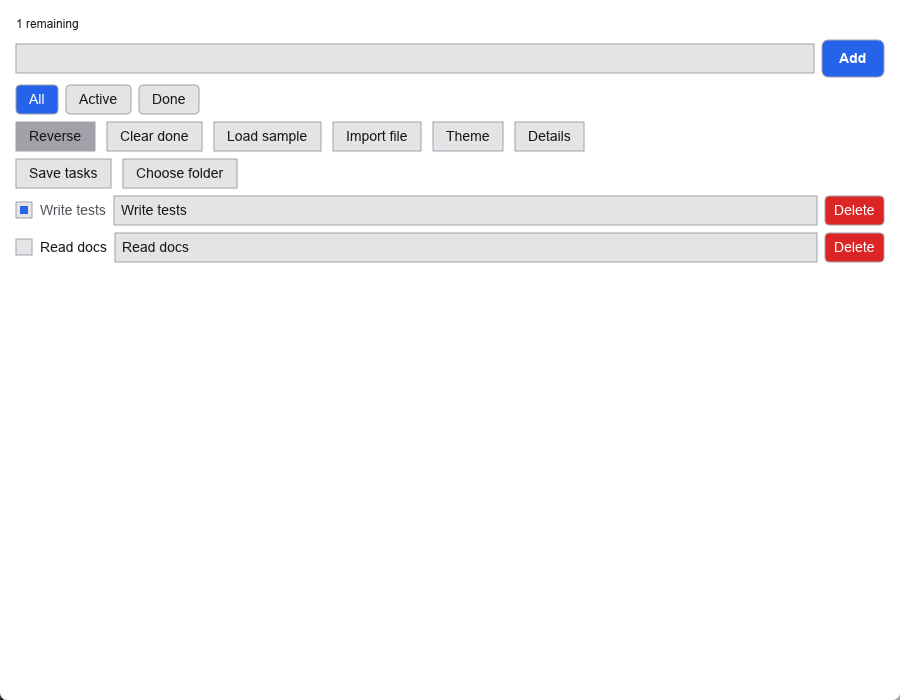 1 remaining
Add
All Active Done
Reverse Clear done Load sample Import file Theme Details
Save tasks Choose folder
Write tests Write tests Delete
Read docs Read docs Delete